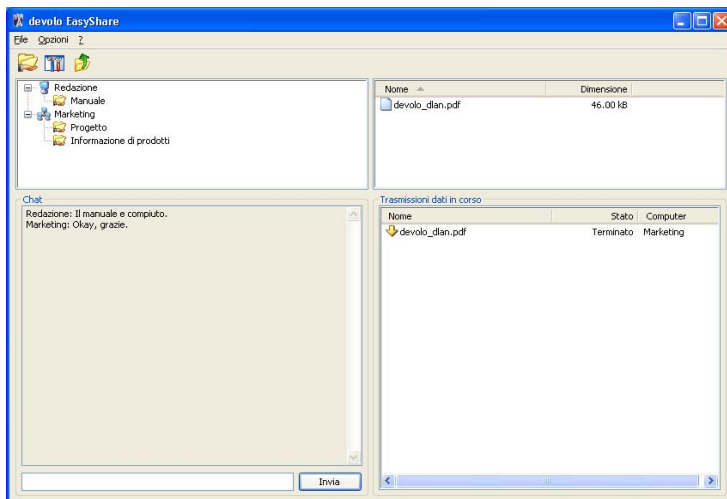 devolo EasyShare
File Opzioni ?
Redazione
Manuale
Marketing
Progetto
Informazione di prodotti
Nome Dimensione
devolo_dlan.pdf 46.00 kB
Chat
Redazione: Il manuale e compiuto.
Marketing: Okay, grazie.
Invia
Trasmissioni dati in corso
Nome Stato Computer
devolo_dlan.pdf Terminato Marketing